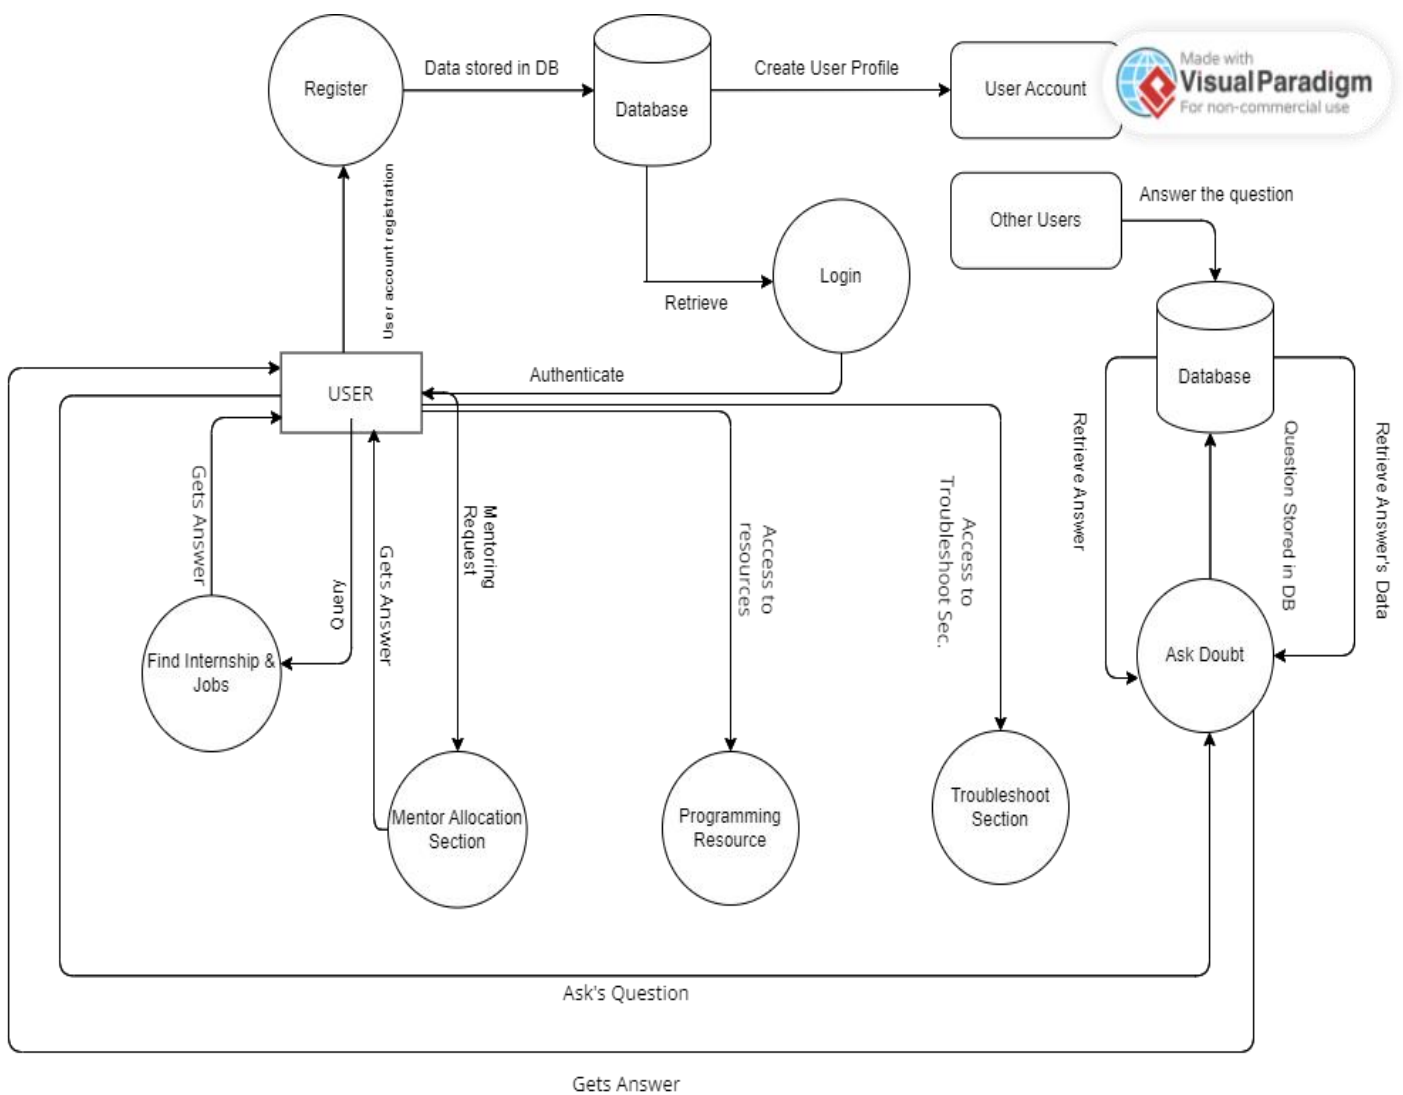 Register
Data stored in DB
Database
Create User Profile
User Account
Made with
Visual Paradigm
For non-commercial use
User account registration
Other Users
Answer the question
Login
Retrieve
Authenticate
USER
Database
Gets Answer
Query
Gets Answer
Mentoring
Request
Access to
resources
Access to
Troubleshoot Sec.
Retrieve Answer
Question Stored in DB
Retrieve Answer's Data
Find Internship &
Jobs
Ask Doubt
Mentor Allocation
Section
Programming
Resource
Troubleshoot
Section
Ask's Question
Gets Answer